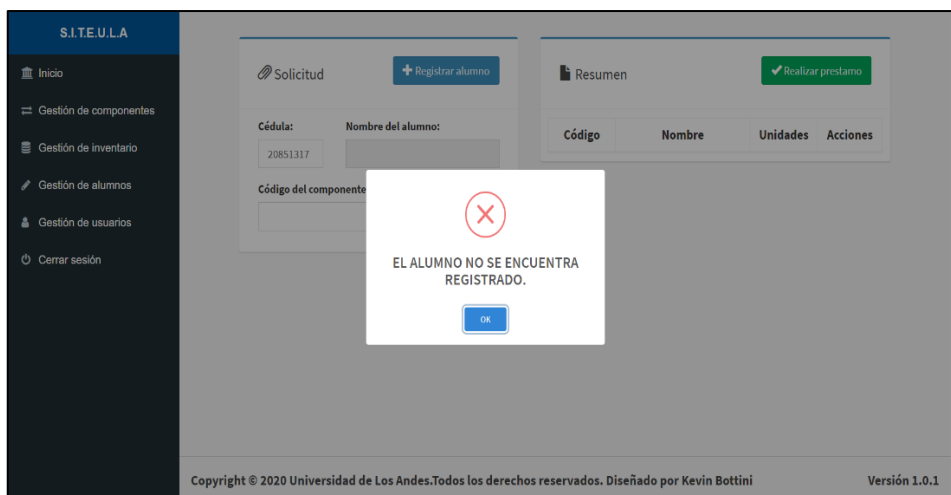 S.I.T.E.U.L.A
Inicio
Gestión de componentes
Gestión de inventario
Gestión de alumnos
Gestión de usuarios
Cerrar sesión
Solicitud
Registrar alumno
Cédula:
Nombre del alumno:
20851317
Código del componente
Resumen
Realizar prestamo
Código Nombre Unidades Acciones
EL ALUMNO NO SE ENCUENTRA
REGISTRADO.
OK
Copyright © 2020 Universidad de Los Andes.Todos los derechos reservados. Diseñado por Kevin Bottini
Versión 1.0.1